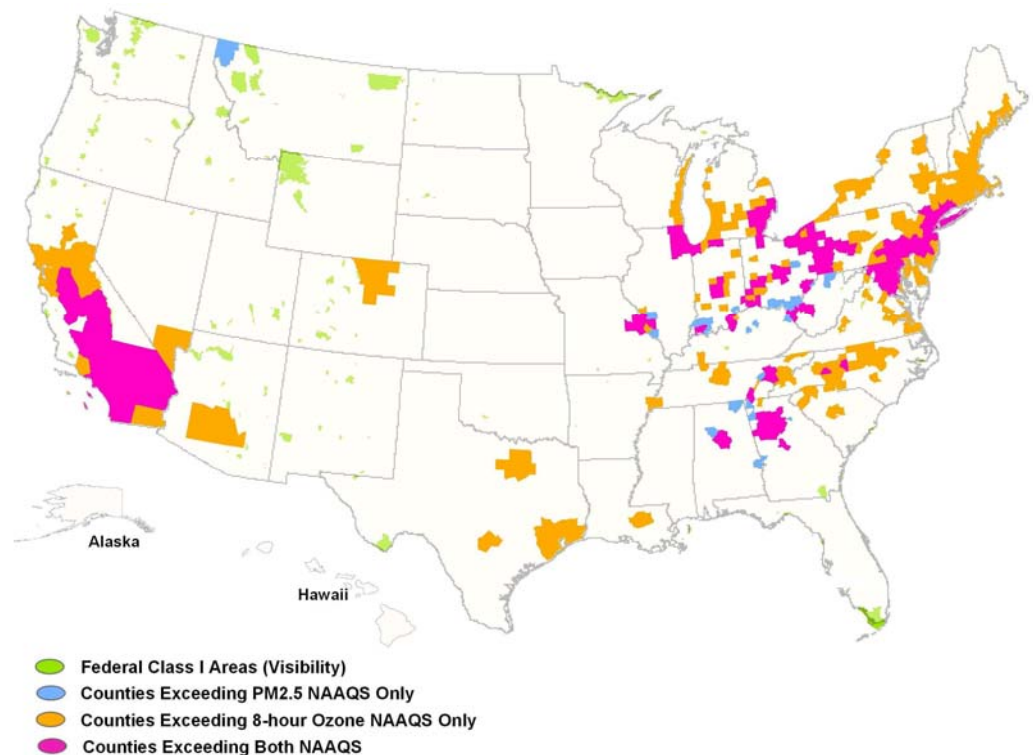 Alaska
Hawaii
Federal Class I Areas (Visibility)
Counties Exceeding PM2.5 NAAQS Only
Counties Exceeding 8-hour Ozone NAAQS Only
Counties Exceeding Both NAAQS